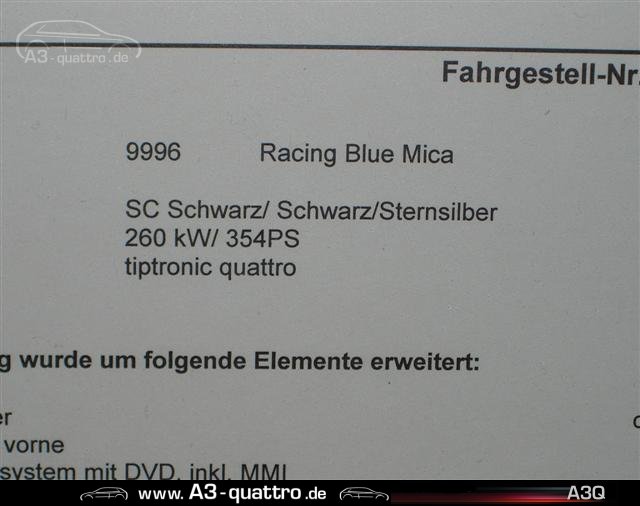 A3-quattro.de
Fahrgestell-Nr.
9996 Racing Blue Mica
SC Schwarz/ Schwarz/Sternsilber
260 kW/ 354PS
tiptronic quattro
g wurde um folgende Elemente erweitert:
er
vorne
system mit DVD, inkl. MMI
www.A3-quattro.de A3Q